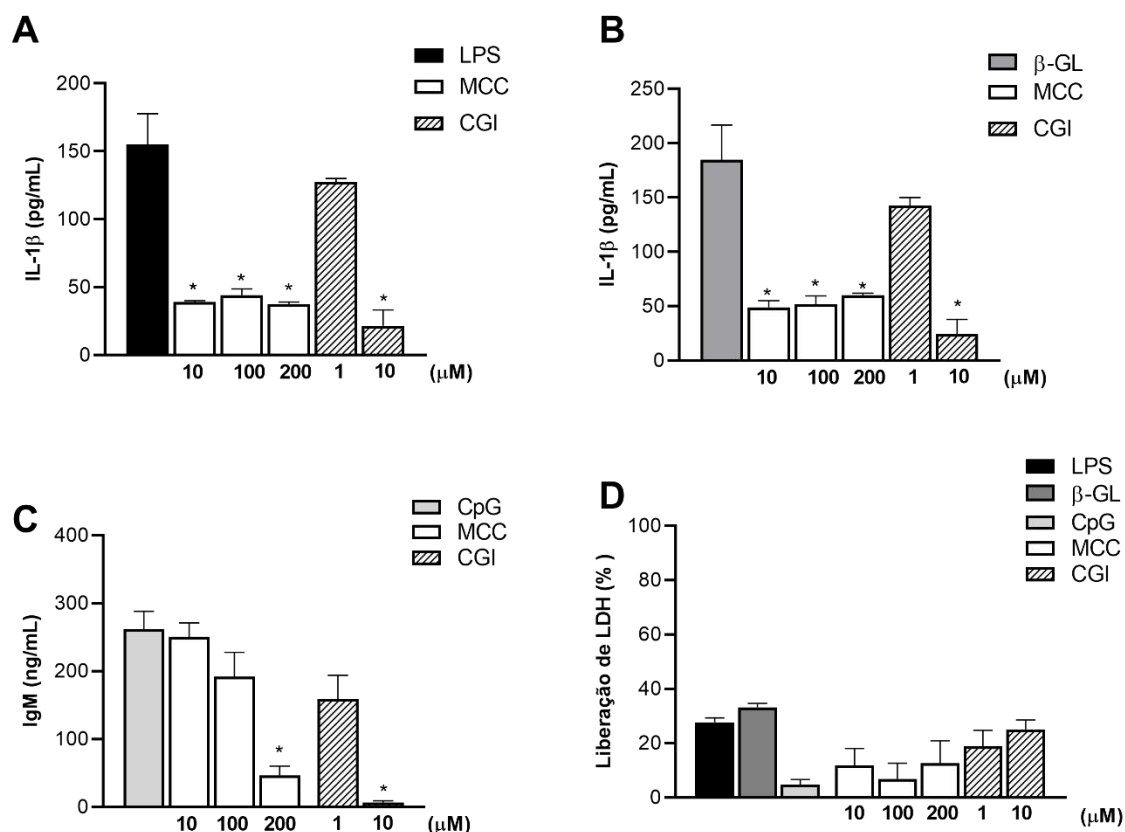 A
LPS
MCC
CGI
IL-1β (pg/mL)
200
150
100
50
0
* * * *
10 100 200 1 10 (μM)
B
β-GL
MCC
CGI
IL-1β (pg/mL)
250
200
150
100
50
0
* * * *
10 100 200 1 10 (μM)
C
CpG
MCC
CGI
IgM (ng/mL)
400
300
200
100
0
* *
10 100 200 1 10 (μM)
D
LPS
β-GL
CpG
MCC
CGI
Liberação de LDH (%)
100
80
60
40
20
0
10 100 200 1 10 (μM)